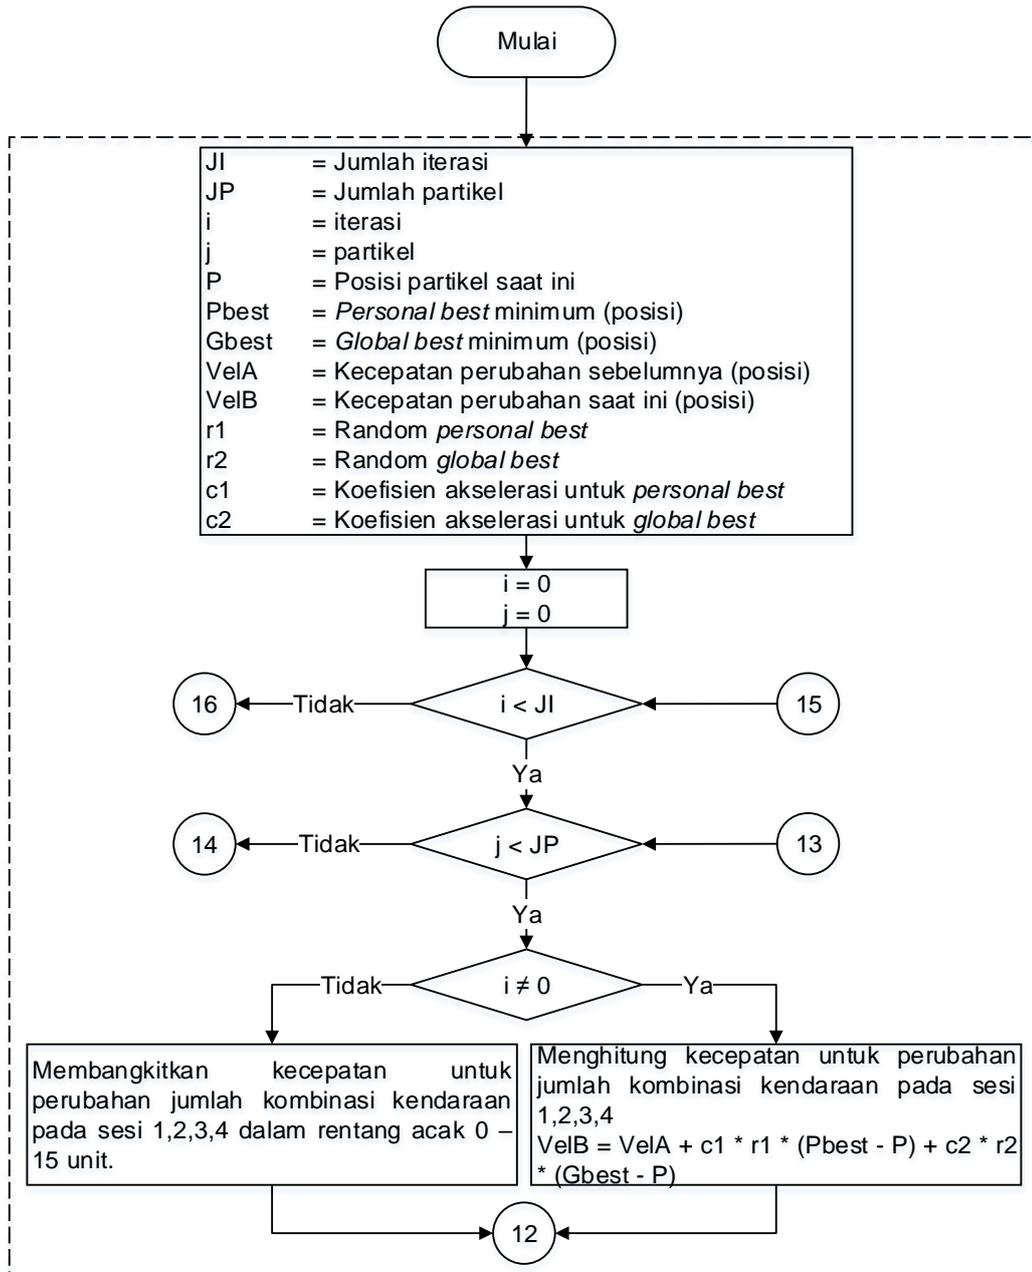 Mulai
JI = Jumlah iterasi
JP = Jumlah partikel
i = iterasi
j = partikel
P = Posisi partikel saat ini
Pbest = Personal best minimum (posisi)
Gbest = Global best minimum (posisi)
VelA = Kecepatan perubahan sebelumnya (posisi)
VelB = Kecepatan perubahan saat ini (posisi)
r1 = Random personal best
r2 = Random global best
c1 = Koefisien akselerasi untuk personal best
c2 = Koefisien akselerasi untuk global best
i = 0
j = 0
16
Tidak
i < JI
15
Ya
14
Tidak
j < JP
13
Ya
Tidak
i ≠ 0
Ya
Membangkitkan kecepatan untuk
perubahan jumlah kombinasi kendaraan
pada sesi 1,2,3,4 dalam rentang acak 0 –
15 unit.
Menghitung kecepatan untuk perubahan
jumlah kombinasi kendaraan pada sesi
1,2,3,4
VelB = VelA + c1 * r1 * (Pbest - P) + c2 * r2
* (Gbest - P)
12